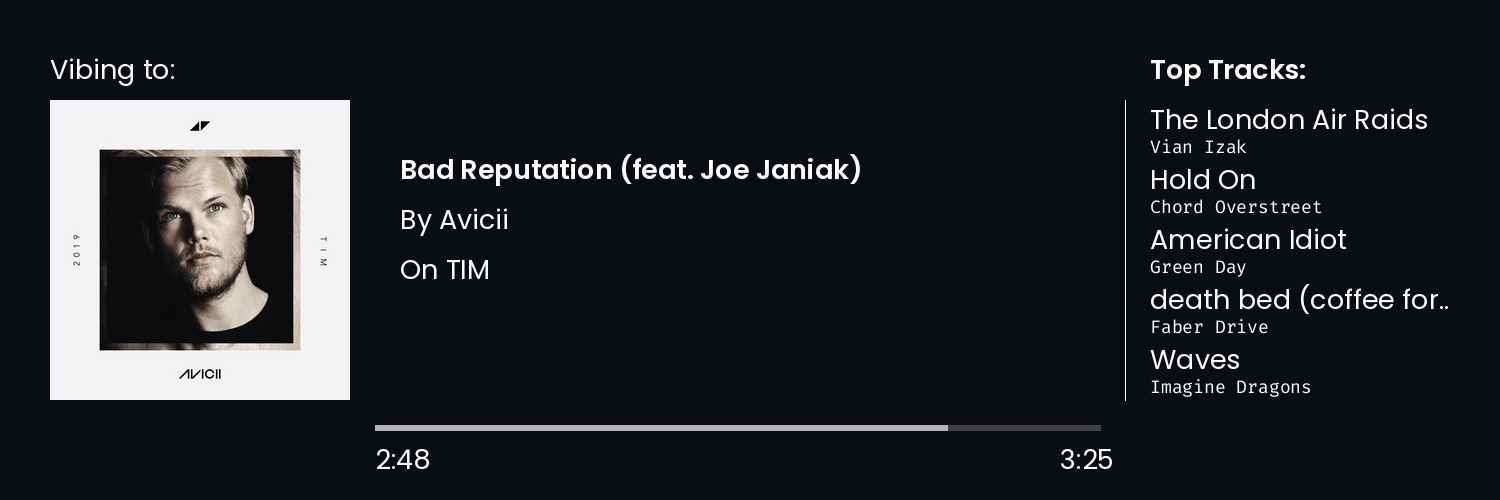 Vibing to:
2019
TIM
AVICII
Bad Reputation (feat. Joe Janiak)
By Avicii
On TIM
2:48
3:25
Top Tracks:
The London Air Raids
Vian Izak
Hold On
Chord Overstreet
American Idiot
Green Day
death bed (coffee for..
Faber Drive
Waves
Imagine Dragons